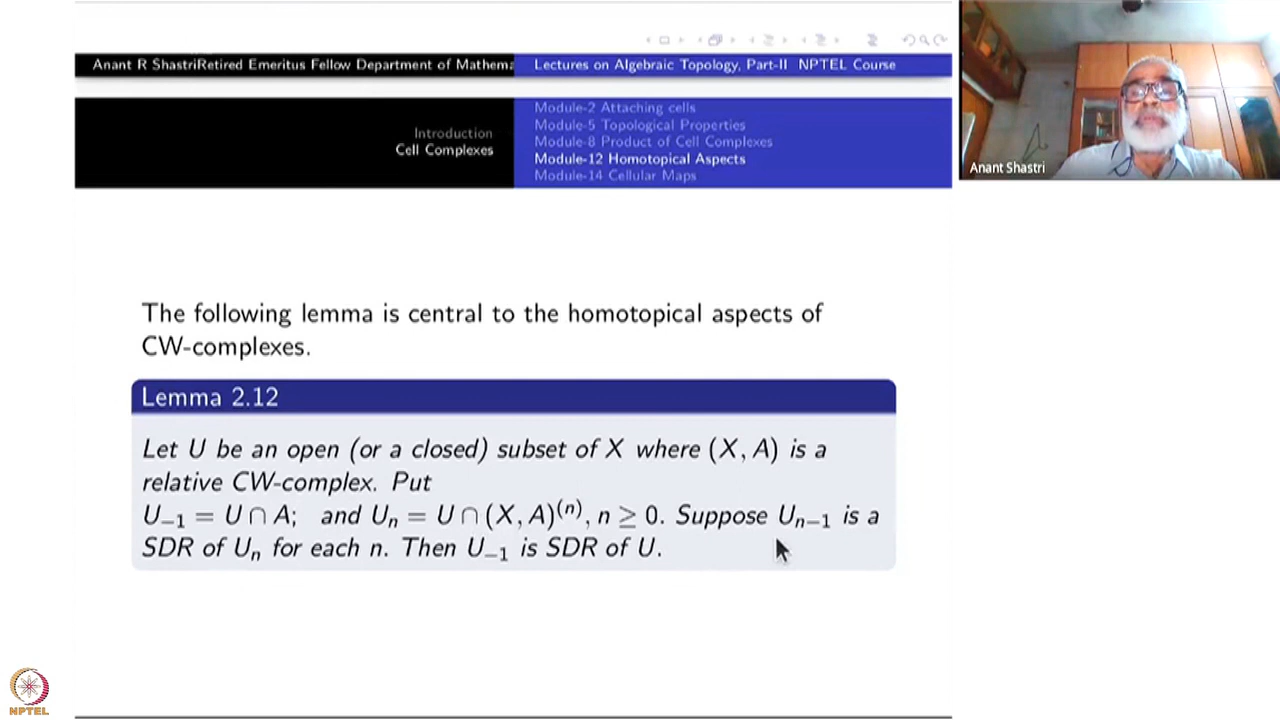 Anant R ShastriRetired Emeritus Fellow Department of Mathema
Lectures on Algebraic Topology, Part-II NPTEL Course
Introduction
Cell Complexes
Module-2 Attaching cells
Module-5 Topological Properties
Module-8 Product of Cell Complexes
Module-12 Homotopical Aspects
Module-14 Cellular Maps
Anant Shastri
The following lemma is central to the homotopical aspects of
CW-complexes.
Lemma 2.12
Let U be an open (or a closed) subset of X where (X, A) is a
relative CW-complex. Put
U₋₁ = U ∩ A; and Uₙ = U ∩ (X, A)⁽ⁿ⁾, n ≥ 0. Suppose Uₙ₋₁ is a
SDR of Uₙ for each n. Then U₋₁ is SDR of U.
NPTEL